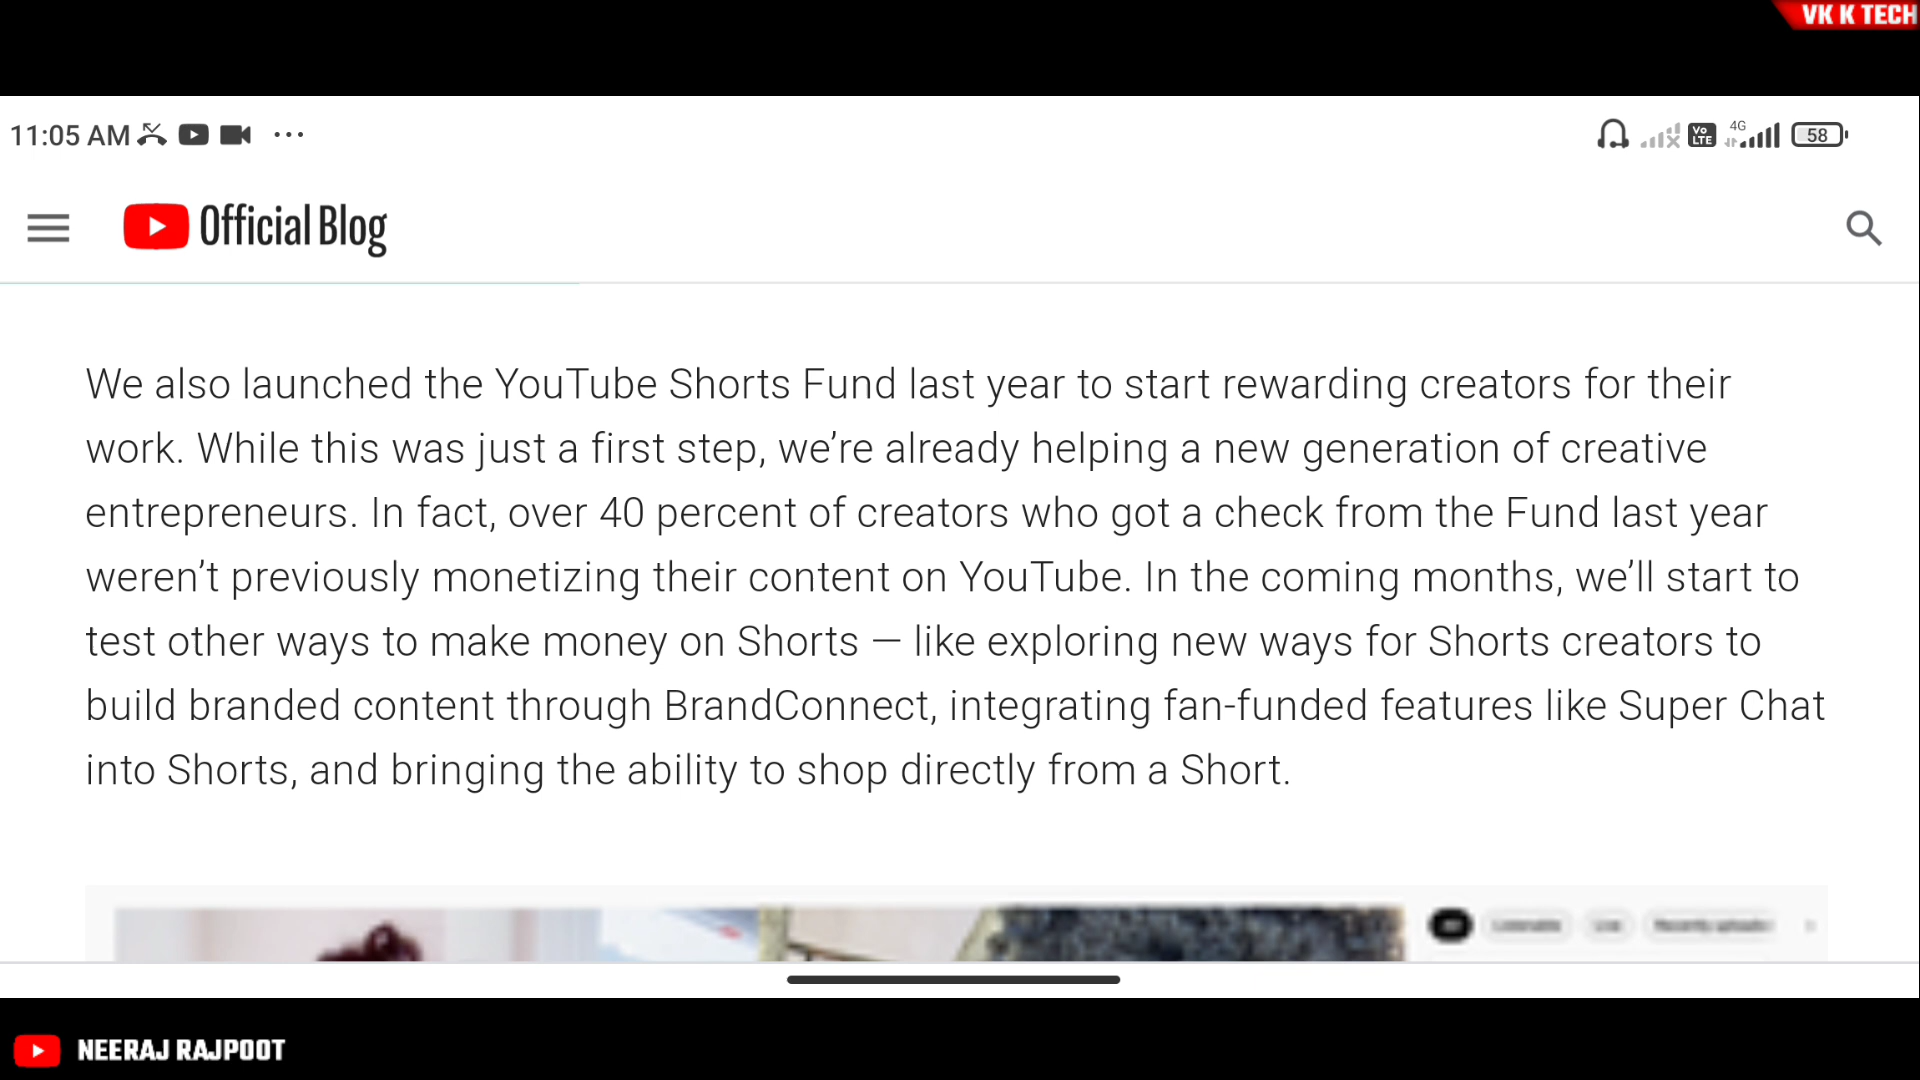 VK K TECH
11:05 AM
Vo LTE 4G 58
Official Blog
We also launched the YouTube Shorts Fund last year to start rewarding creators for their
work. While this was just a first step, we’re already helping a new generation of creative
entrepreneurs. In fact, over 40 percent of creators who got a check from the Fund last year
weren’t previously monetizing their content on YouTube. In the coming months, we’ll start to
test other ways to make money on Shorts — like exploring new ways for Shorts creators to
build branded content through BrandConnect, integrating fan-funded features like Super Chat
into Shorts, and bringing the ability to shop directly from a Short.
NEERAJ RAJPOOT